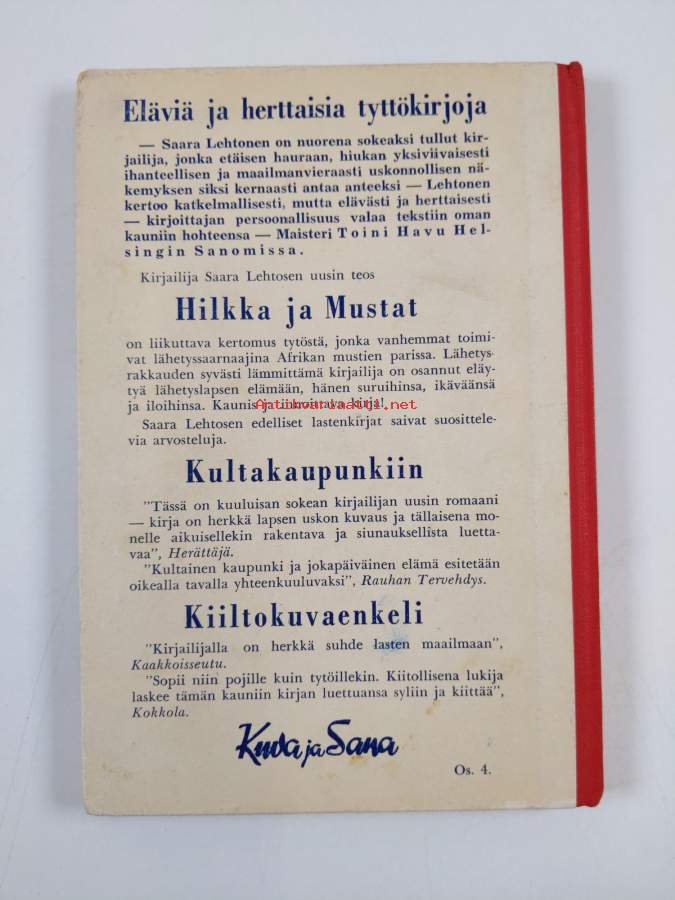 Eläviä ja herttaisia tyttökirjoja
— Saara Lehtonen on nuorena sokeaksi tullut kir-
jailija, jonka etäisen hauraan, hiukan yksiviivaisesti
ihanteellisen ja maailmanvieraasti uskonnollisen nä-
kemyksen siksi kernaasti antaa anteeksi — Lehtonen
kertoo katkelmallisesti, mutta elävästi ja herttaisesti
— kirjoittajan persoonallisuus valaa tekstiin oman
kauniin hohteensa — Maisteri Toini Havu Hel-
singin Sanomissa.
Kirjailija Saara Lehtosen uusin teos
Hilkka ja Mustat
on liikuttava kertomus tytöstä, jonka vanhemmat toimi-
vat lähetyssaarnaajina Afrikan mustien parissa. Lähetys-
rakkauden syvästi lämmittämä kirjailija on osannut eläy-
tyä lähetyslapsen elämään, hänen suruihinsa, ikäväänsä
ja iloihinsa. Kaunis ja kirja!
Antikvariaatti.net
Saara Lehtosen edelliset lastenkirjat saivat suosittele-
via arvosteluja.
Kultakaupunkiin
"Tässä on kuuluisan sokean kirjailijan uusin romaani
— kirja on herkkä lapsen uskon kuvaus ja tällaisena mo-
nelle aikuisellekin rakentava ja siunauksellista luetta-
vaa", Herättäjä.
"Kultainen kaupunki ja jokapäiväinen elämä esitetään
oikealla tavalla yhteenkuuluvaksi", Rauhan Tervehdys.
Kiiltokuvaenkeli
"Kirjailijalla on herkkä suhde lasten maailmaan",
Kaakkoisseutu.
"Sopii niin pojille kuin tytöillekin. Kiitollisena lukija
laskee tämän kauniin kirjan luettuansa syliin ja kiittää",
Kokkola.
Kuva ja Sana
Os. 4.